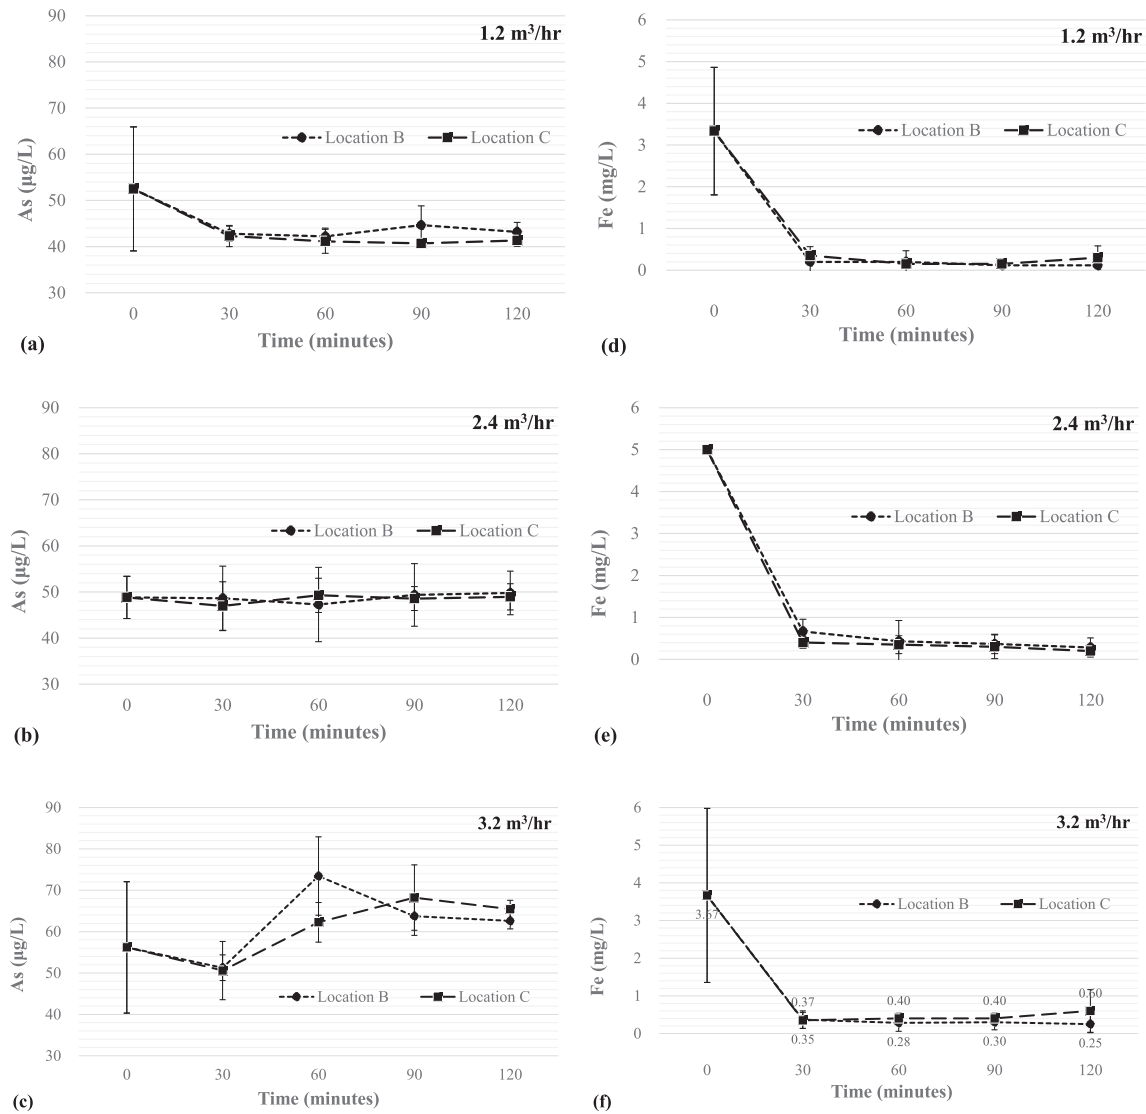 1.2 m³/hr
90
80
70
60
50
40
30
As (µg/L)
Location B
Location C
0
30
60
90
120
Time (minutes)
(a)
1.2 m³/hr
6
5
4
3
2
1
0
Fe (mg/L)
Location B
Location C
0
30
60
90
120
Time (minutes)
(d)
2.4 m³/hr
90
80
70
60
50
40
30
As (µg/L)
Location B
Location C
0
30
60
90
120
Time (minutes)
(b)
2.4 m³/hr
6
5
4
3
2
1
0
Fe (mg/L)
Location B
Location C
0
30
60
90
120
Time (minutes)
(e)
3.2 m³/hr
90
80
70
60
50
40
30
As (µg/L)
Location B
Location C
0
30
60
90
120
Time (minutes)
(c)
3.2 m³/hr
6
5
4
3
2
1
0
Fe (mg/L)
Location B
Location C
3.67
0.37
0.40
0.40
0.35
0.28
0.30
0.25
0
30
60
90
120
Time (minutes)
(f)